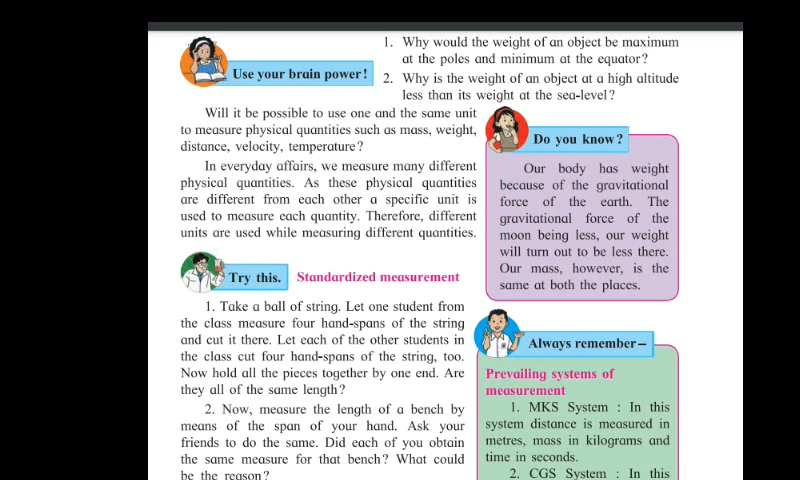 1. Why would the weight of an object be maximum
at the poles and minimum at the equator?
Use your brain power!
2. Why is the weight of an object at a high altitude
less than its weight at the sea-level?
Will it be possible to use one and the same unit
to measure physical quantities such as mass, weight,
distance, velocity, temperature?
In everyday affairs, we measure many different
physical quantities. As these physical quantities
are different from each other a specific unit is
used to measure each quantity. Therefore, different
units are used while measuring different quantities.
Do you know?
Our body has weight
because of the gravitational
force of the earth. The
gravitational force of the
moon being less, our weight
will turn out to be less there.
Our mass, however, is the
same at both the places.
Try this. Standardized measurement
1. Take a ball of string. Let one student from
the class measure four hand-spans of the string
and cut it there. Let each of the other students in
the class cut four hand-spans of the string, too.
Now hold all the pieces together by one end. Are
they all of the same length?
2. Now, measure the length of a bench by
means of the span of your hand. Ask your
friends to do the same. Did each of you obtain
the same measure for that bench? What could
be the reason?
Always remember–
Prevailing systems of
measurement
1. MKS System : In this
system distance is measured in
metres, mass in kilograms and
time in seconds.
2. CGS System : In this